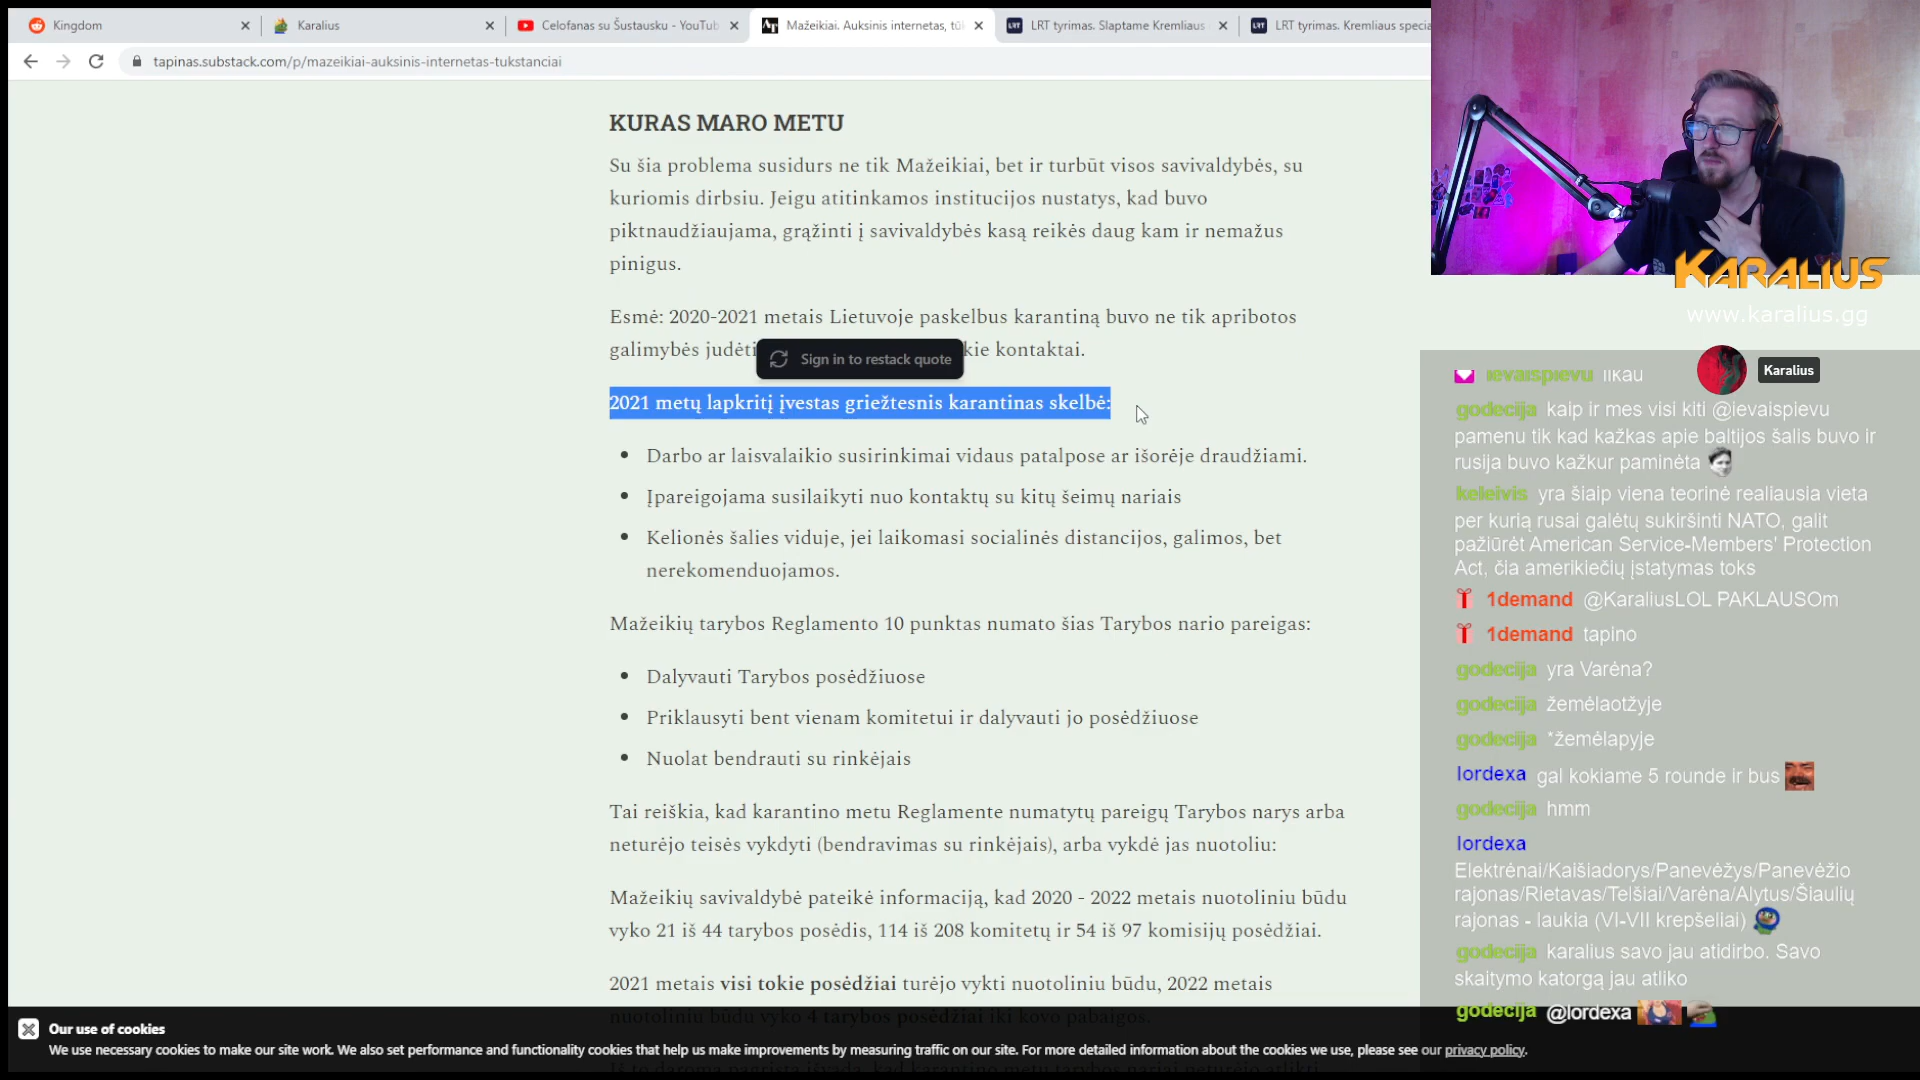 Kingdom
Karalius
Celofanas su Šustausku - YouTub
Mažeikiai. Auksinis internetas, tūk
LRT tyrimas. Slaptame Kremliaus
LRT tyrimas. Kremliaus specia
tapinas.substack.com/p/mazeikiai-auksinis-internetas-tukstanciai
KURAS MARO METU
Su šia problema susidurs ne tik Mažeikiai, bet ir turbūt visos savivaldybės, su
kuriomis dirbsiu. Jeigu atitinkamos institucijos nustatys, kad buvo
piktnaudžiaujama, grąžinti į savivaldybės kasą reikės daug kam ir nemažus
pinigus.
Esmė: 2020-2021 metais Lietuvoje paskelbus karantiną buvo ne tik apribotos
galimybės judėti
kie kontaktai.
Sign in to restack quote
2021 metų lapkritį įvestas griežtesnis karantinas skelbė:
Darbo ar laisvalaikio susirinkimai vidaus patalpose ar išorėje draudžiami.
Įpareigojama susilaikyti nuo kontaktų su kitų šeimų nariais
Kelionės šalies viduje, jei laikomasi socialinės distancijos, galimos, bet
nerekomenduojamos.
Mažeikių tarybos Reglamento 10 punktas numato šias Tarybos nario pareigas:
Dalyvauti Tarybos posėdžiuose
Priklausyti bent vienam komitetui ir dalyvauti jo posėdžiuose
Nuolat bendrauti su rinkėjais
Tai reiškia, kad karantino metu Reglamente numatytų pareigų Tarybos narys arba
neturėjo teisės vykdyti (bendravimas su rinkėjais), arba vykdė jas nuotoliu:
Mažeikių savivaldybė pateikė informaciją, kad 2020 - 2022 metais nuotoliniu būdu
vyko 21 iš 44 tarybos posėdis, 114 iš 208 komitetų ir 54 iš 97 komisijų posėdžiai.
2021 metais visi tokie posėdžiai turėjo vykti nuotoliniu būdu, 2022 metais
nuotoliniu būdu vyko 4 tarybos posėdžiai iki kovo pabaigos.
Our use of cookies
We use necessary cookies to make our site work. We also set performance and functionality cookies that help us make improvements by measuring traffic on our site. For more detailed information about the cookies we use, please see our privacy policy.
KARALIUS
www.karalius.gg
Karalius
ievaispievu likau
godecija kaip ir mes visi kiti @ievaispievu
pamenu tik kad kažkas apie baltijos šalis buvo ir
rusija buvo kažkur paminėta
keleivis yra šiaip viena teorinė realiausia vieta
per kurią rusai galėtų sukiršinti NATO, galit
pažiūrėt American Service-Members' Protection
Act, čia amerikiečių įstatymas toks
1demand @KaraliusLOL PAKLAUSOm
1demand tapino
godecija yra Varėna?
godecija žemėlaotžyje
godecija *žemėlapyje
lordexa gal kokiame 5 rounde ir bus
godecija hmm
lordexa
Elektrėnai/Kaišiadorys/Panevėžys/Panevėžio
rajonas/Rietavas/Telšiai/Varėna/Alytus/Šiaulių
rajonas - laukia (VI-VII krepšeliai)
godecija karalius savo jau atidirbo. Savo
skaitymo katorgą jau atliko
godecija @lordexa